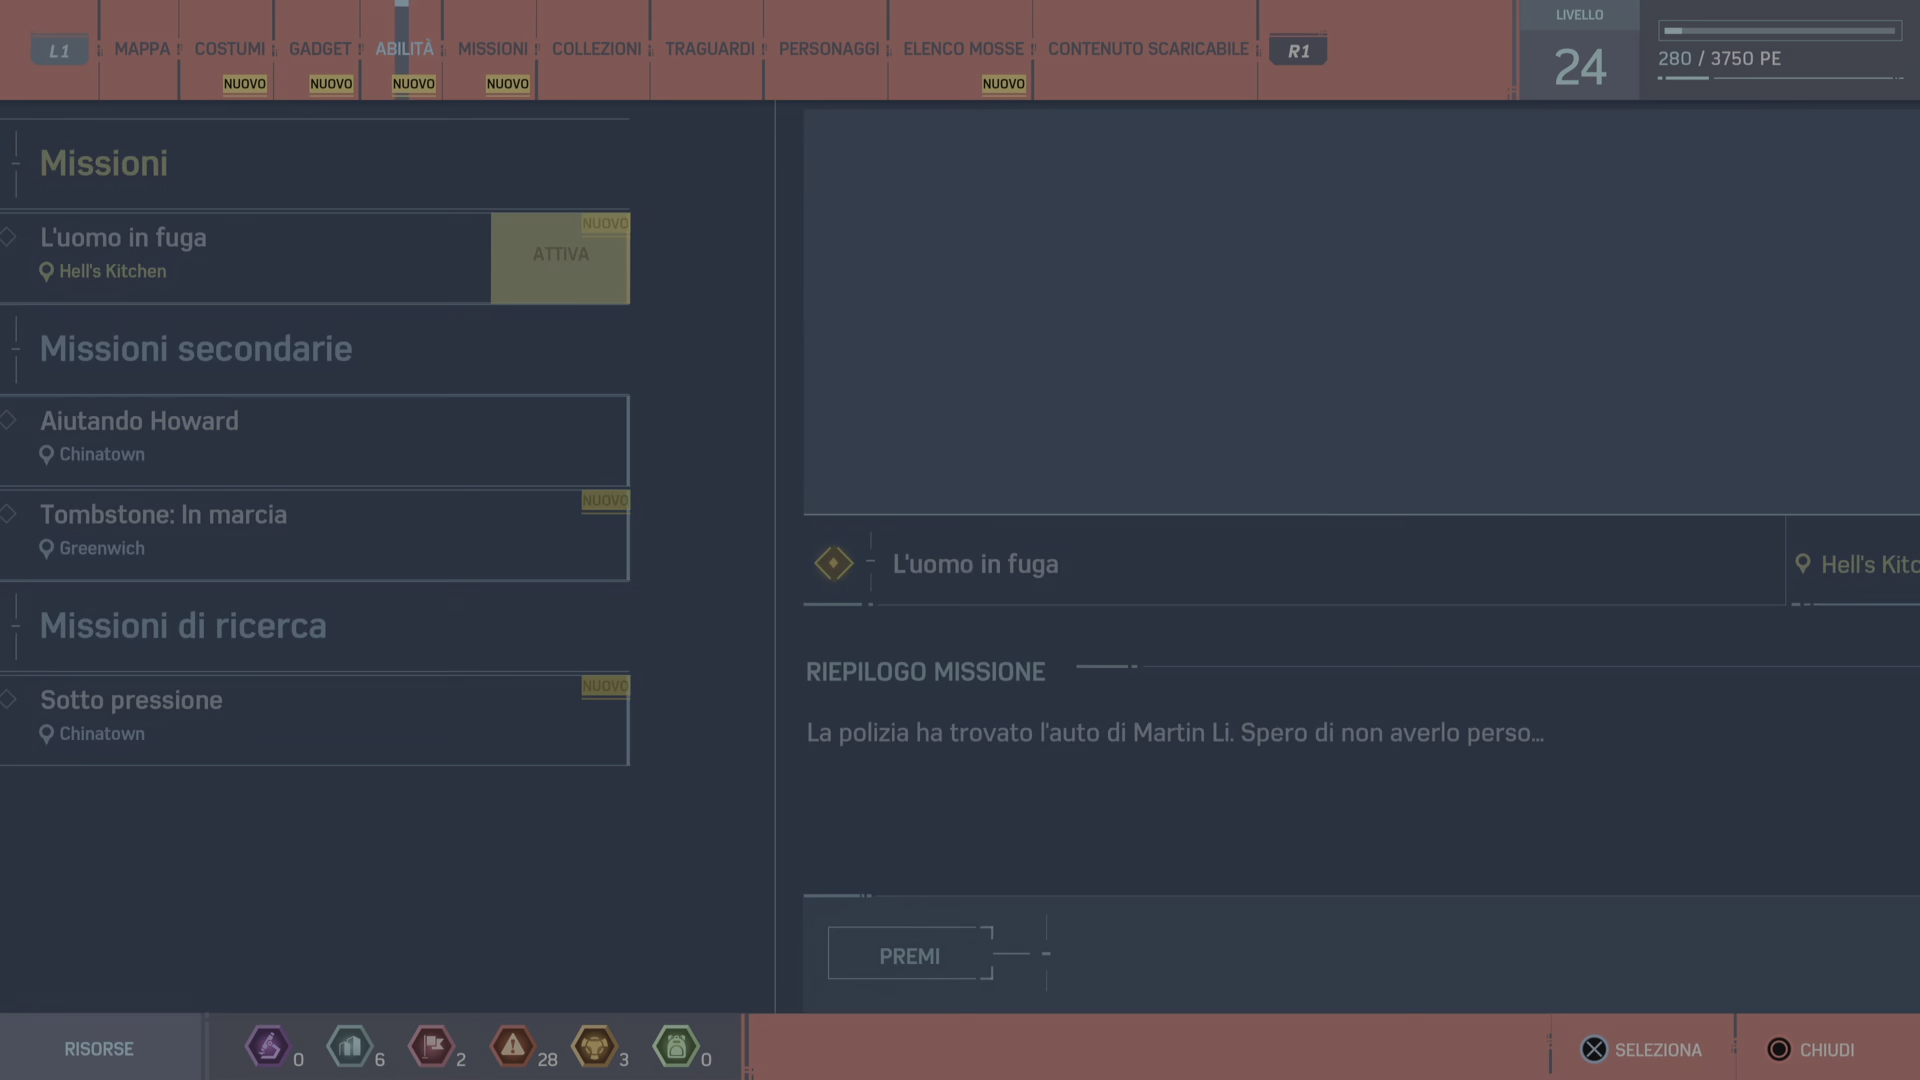 L1
MAPPA
COSTUMI
GADGET
ABILITÀ
MISSIONI
COLLEZIONI
TRAGUARDI
PERSONAGGI
ELENCO MOSSE
CONTENUTO SCARICABILE
R1
NUOVO
NUOVO
NUOVO
NUOVO
NUOVO
LIVELLO
24
280 / 3750 PE
Missioni
L'uomo in fuga
Hell's Kitchen
NUOVO
ATTIVA
Missioni secondarie
Aiutando Howard
Chinatown
Tombstone: In marcia
NUOVO
Greenwich
Missioni di ricerca
Sotto pressione
NUOVO
Chinatown
L'uomo in fuga
Hell's Kitc
RIEPILOGO MISSIONE
La polizia ha trovato l'auto di Martin Li. Spero di non averlo perso...
PREMI
RISORSE
0
6
2
28
3
0
SELEZIONA
CHIUDI